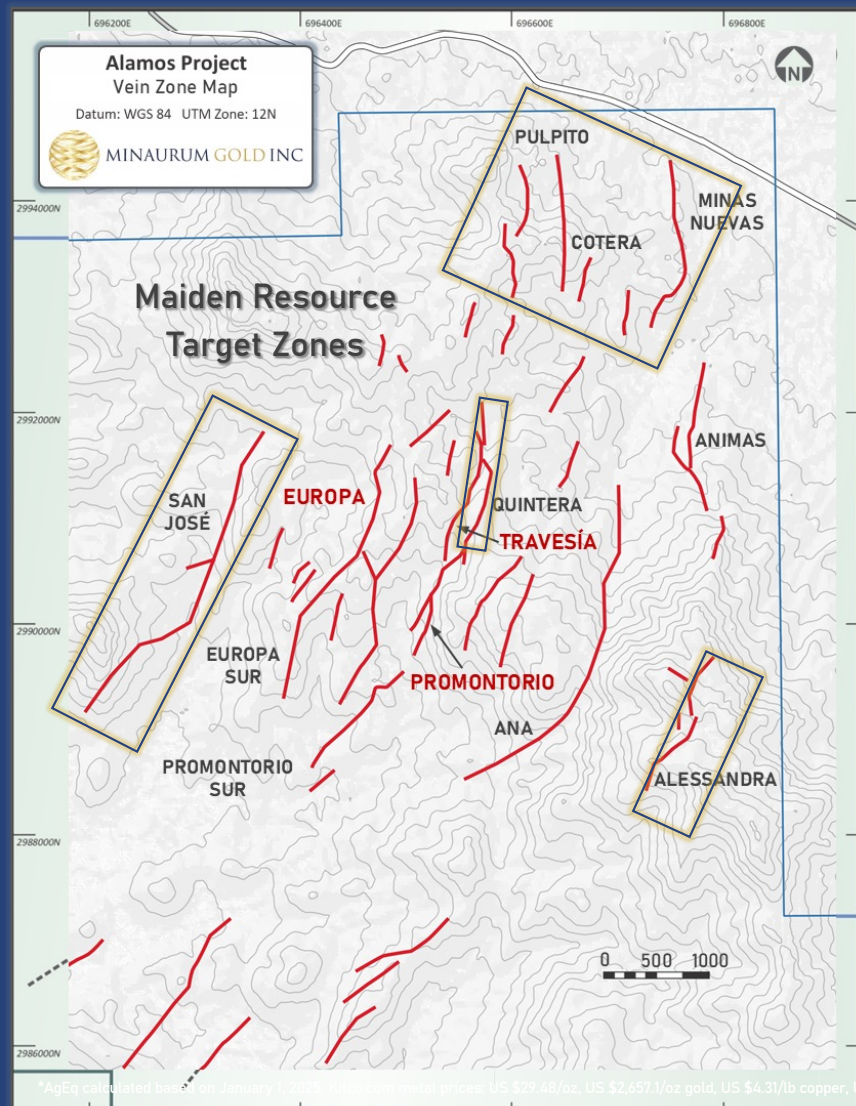 696200E
696400E
696600E
696800E
Alamos Project
Vein Zone Map
Datum: WGS 84 UTM Zone: 12N
MINAURUM GOLD INC
N
PULPITO
MINAS
NUEVAS
2994000N
COTERA
Maiden Resource
Target Zones
2992000N
ANIMAS
SAN
JOSÉ
EUROPA
QUINTERA
TRAVESÍA
2990000N
EUROPA
SUR
PROMONTORIO
ANA
PROMONTORIO
SUR
ALESSANDRA
2988000N
0 500 1000
2986000N
*AgEq calculated based on January 1, metal prices: US $29.48/oz, US $2,657.1/oz gold, US $4.31/lb copper,